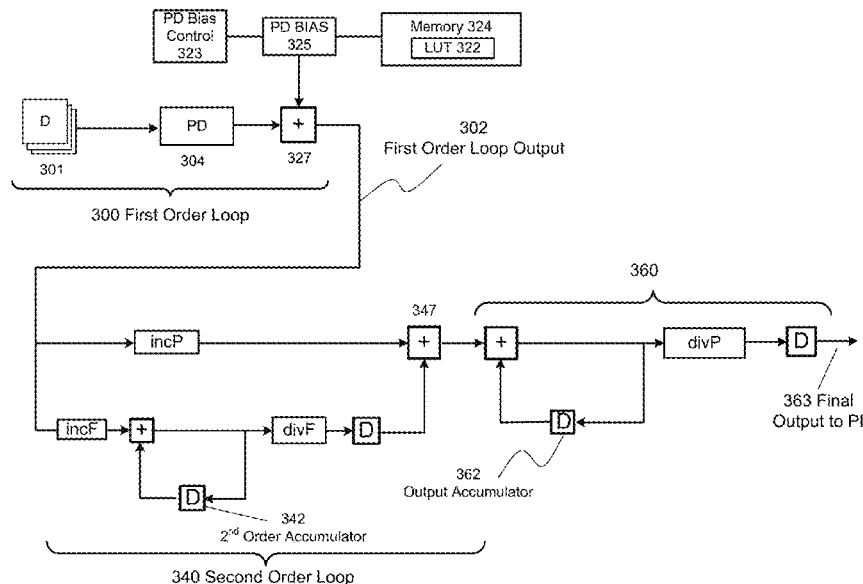 PD Bias
Control
323
PD BIAS
325
Memory 324
LUT 322
D
301
PD
304
+
327
302
First Order Loop Output
300 First Order Loop
360
347
incP
+
+
divP
D
363 Final
Output to PI
incF
+
divF
D
D
362
Output Accumulator
D
342
2nd Order Accumulator
340 Second Order Loop